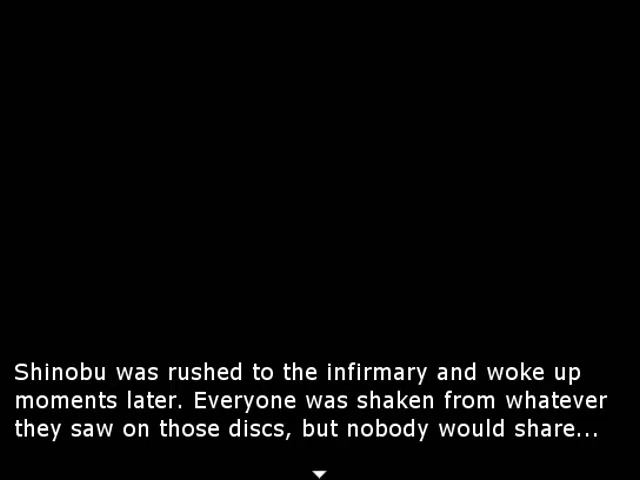 Shinobu was rushed to the infirmary and woke up
moments later. Everyone was shaken from whatever
they saw on those discs, but nobody would share...